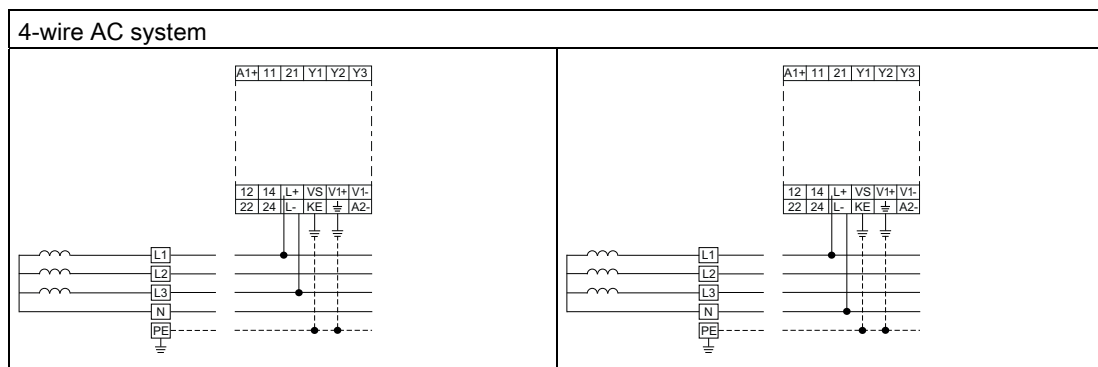 4-wire AC system
A1+ 11 21 Y1 Y2 Y3
12 14 L+ VS V1+ V1-
22 24 L- KE ⏚ A2-
L1
L2
L3
N
PE
A1+ 11 21 Y1 Y2 Y3
12 14 L+ VS V1+ V1-
22 24 L- KE ⏚ A2-
L1
L2
L3
N
PE